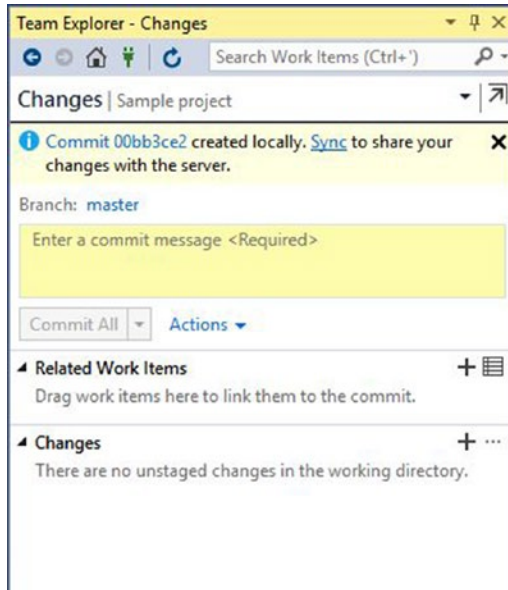 Team Explorer - Changes
Search Work Items (Ctrl+')
Changes | Sample project
Commit 00bb3ce2 created locally. Sync to share your
changes with the server.
Branch: master
Enter a commit message <Required>
Commit All
Actions
Related Work Items
Drag work items here to link them to the commit.
Changes
There are no unstaged changes in the working directory.